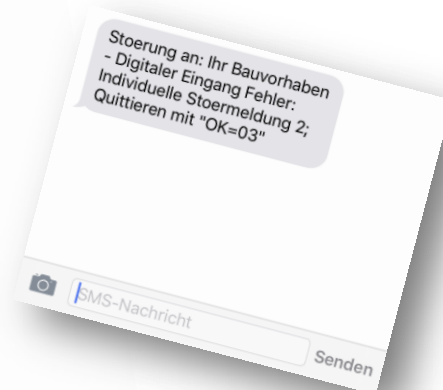 Stoerung an: Ihr Bauvorhaben
- Digitaler Eingang Fehler:
Individuelle Stoermeldung 2;
Quittieren mit "OK=03"
SMS-Nachricht
Senden